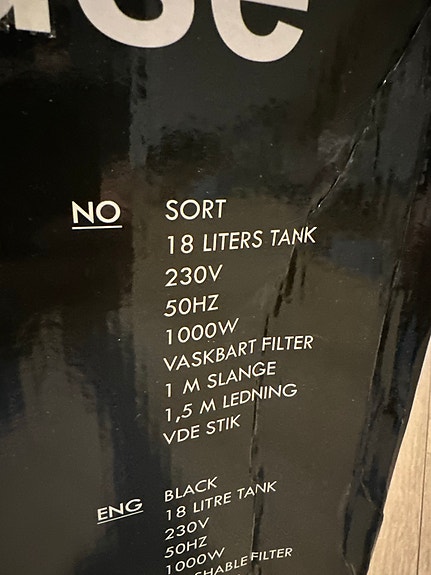 NO
SORT
18 LITERS TANK
230V
50HZ
1000W
VASKBART FILTER
1 M SLANGE
1,5 M LEDNING
VDE STIK
ENG
BLACK
18 LITRE TANK
230V
50HZ
1000W
FILTER